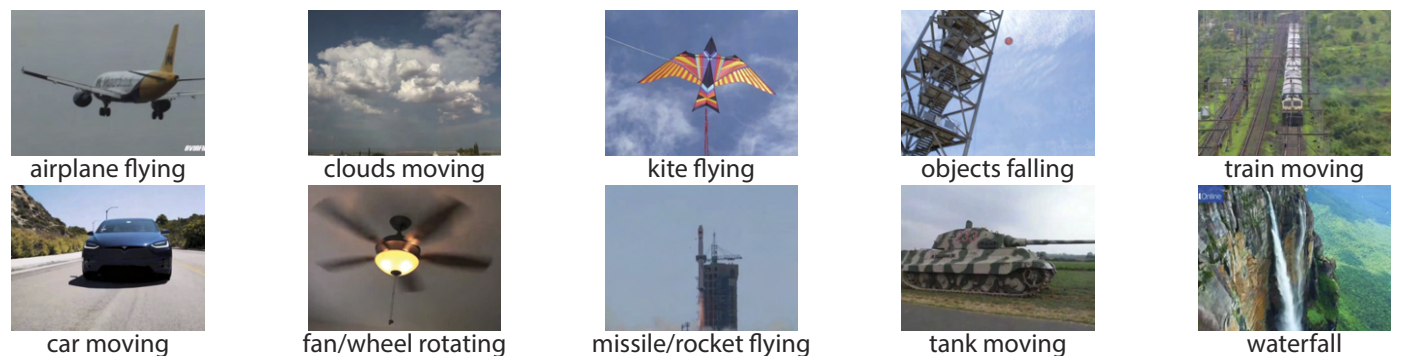 airplane flying
clouds moving
kite flying
objects falling
train moving
Online
car moving
fan/wheel rotating
missile/rocket flying
tank moving
waterfall